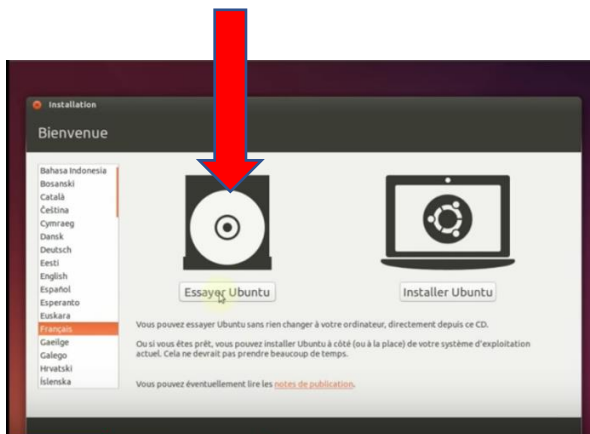 Installation
Bienvenue
Bahasa Indonesia
Bosanski
Català
Čeština
Cymraeg
Dansk
Deutsch
Eesti
English
Español
Esperanto
Euskara
Français
Gaeilge
Galego
Hrvatski
Íslenska
Essayer Ubuntu
Installer Ubuntu
Vous pouvez essayer Ubuntu sans rien changer à votre ordinateur, directement depuis ce CD.
Ou si vous êtes prêt, vous pouvez installer Ubuntu à côté (ou à la place) de votre système d'exploitation
actuel. Cela ne devrait pas prendre beaucoup de temps.
Vous pouvez éventuellement lire les notes de publication.